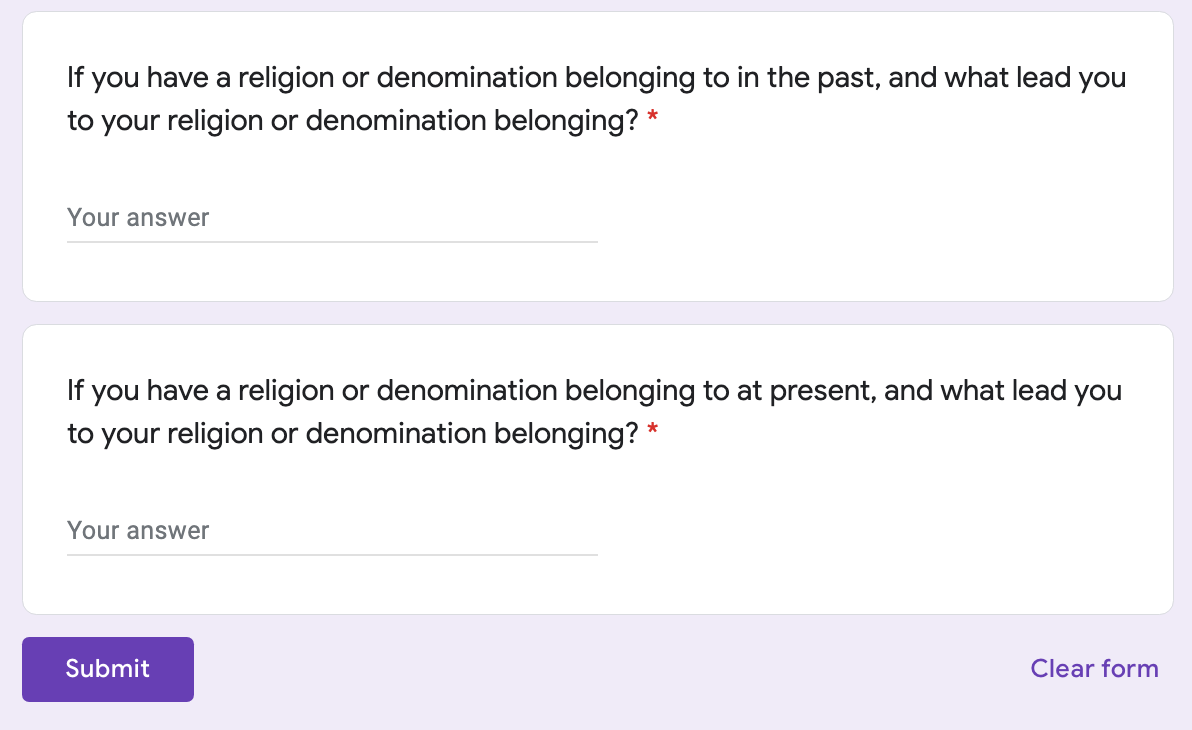 If you have a religion or denomination belonging to in the past, and what lead you
to your religion or denomination belonging? *
Your answer
If you have a religion or denomination belonging to at present, and what lead you
to your religion or denomination belonging? *
Your answer
Submit
Clear form